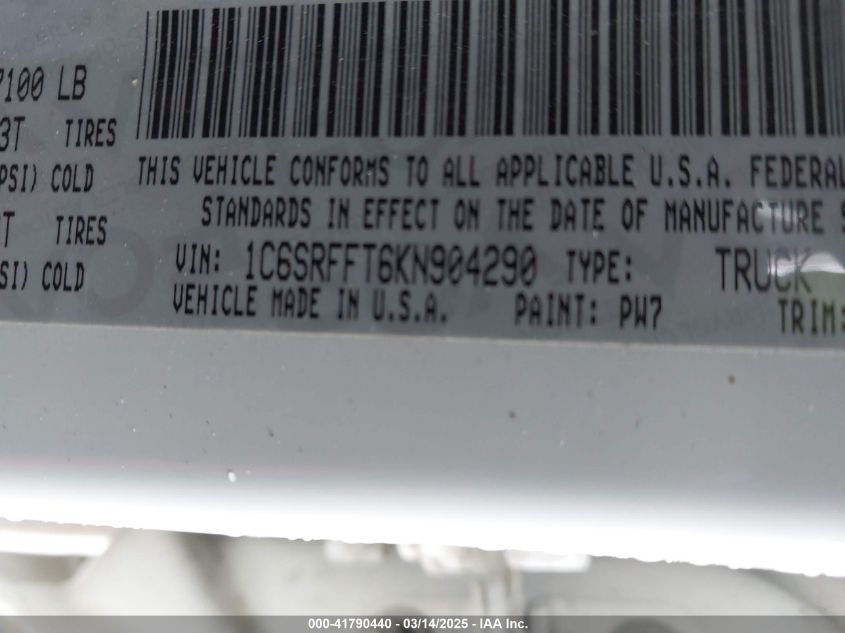 7100 LB
3T TIRES
PSI) COLD
T TIRES
SI) COLD
THIS VEHICLE CONFORMS TO ALL APPLICABLE U.S.A. FEDERAL
STANDARDS IN EFFECT ON THE DATE OF MANUFACTURE S
VIN: 1C6SRFFT6KN904290 TYPE: TRUCK
VEHICLE MADE IN U.S.A. PAINT: PW7 TRIM:
000-41790440 - 03/14/2025 - IAA Inc.